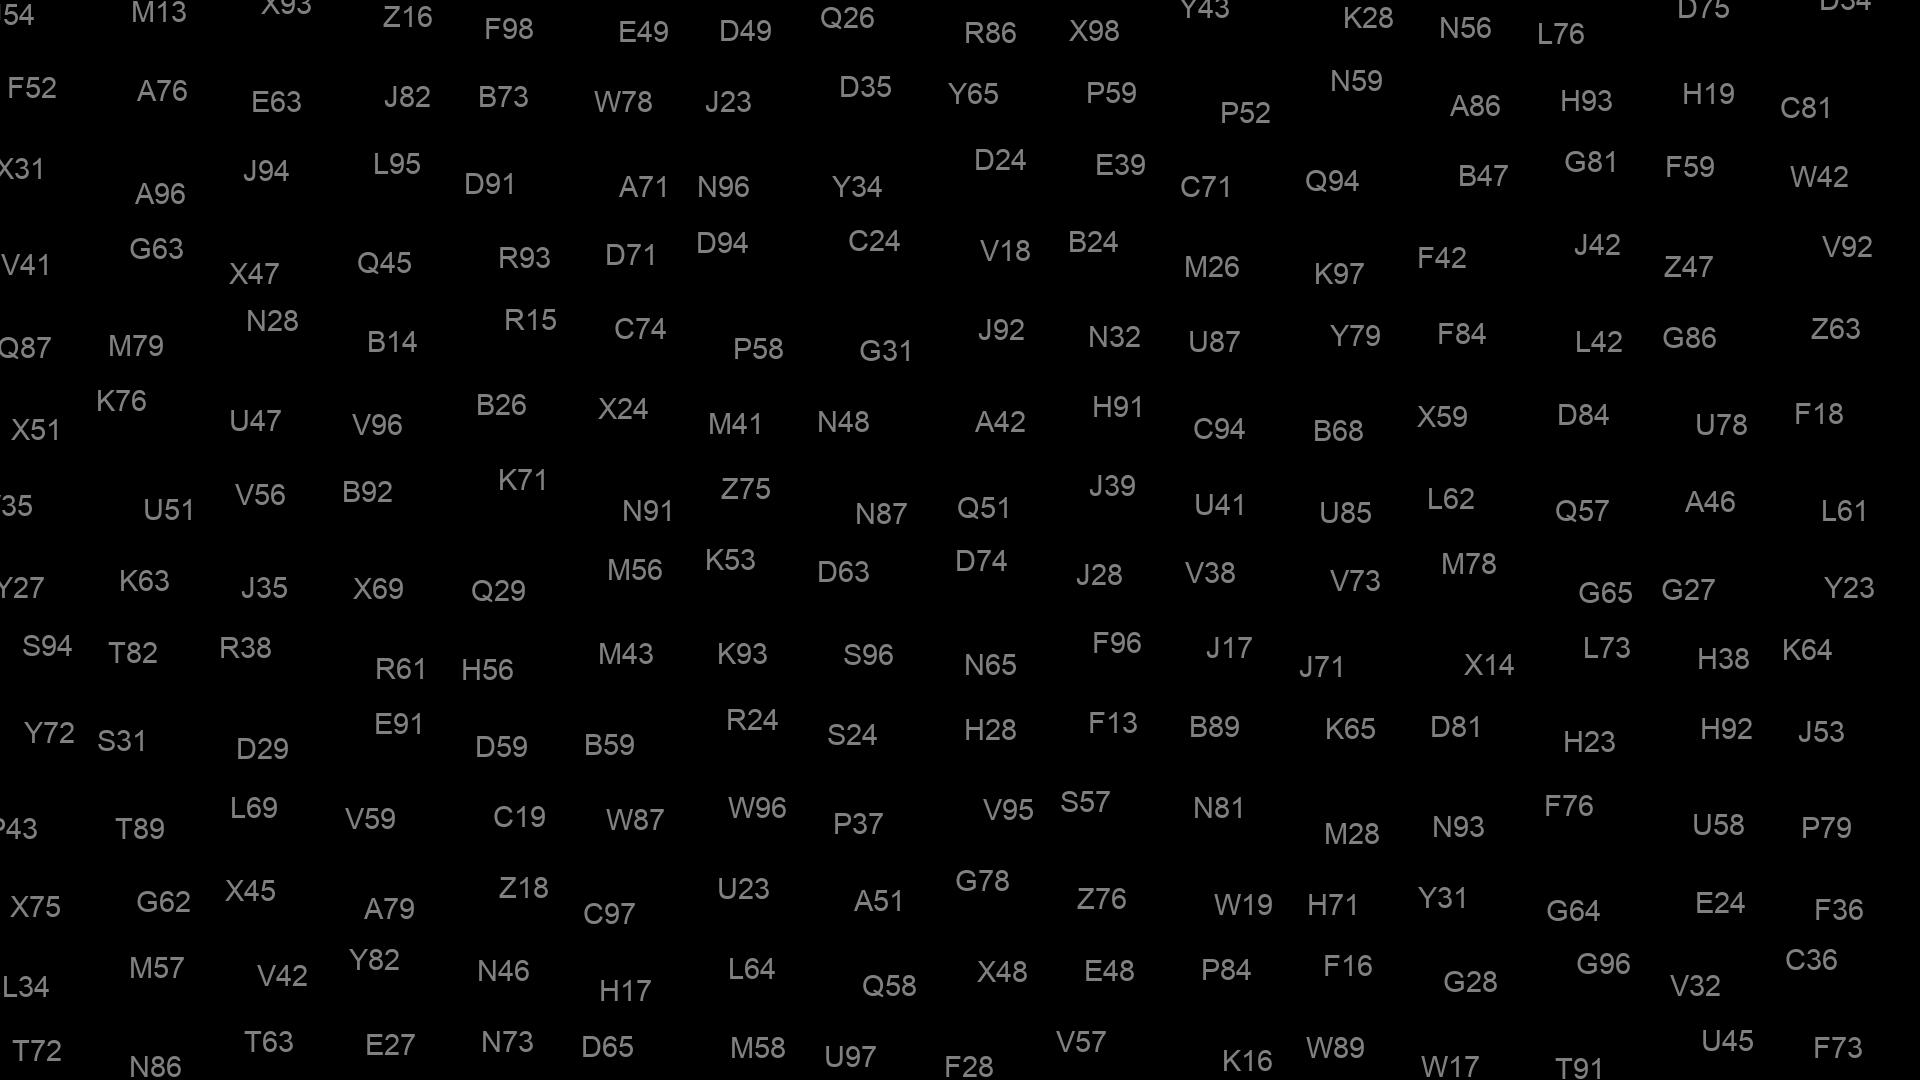 54 M13 X93 Z16 F98 E49 D49 Q26 R86 X98 Y43 K28 N56 L76 D75 D34
F52 A76 E63 J82 B73 W78 J23 D35 Y65 P59 P52 N59 A86 H93 H19 C81
X31 A96 J94 L95 D91 A71 N96 Y34 D24 E39 C71 Q94 B47 G81 F59 W42
V41 G63 X47 Q45 R93 D71 D94 C24 V18 B24 M26 K97 F42 J42 Z47 V92
Q87 M79 N28 B14 R15 C74 P58 G31 J92 N32 U87 Y79 F84 L42 G86 Z63
X51 K76 U47 V96 B26 X24 M41 N48 A42 H91 C94 B68 X59 D84 U78 F18
35 U51 V56 B92 K71 N91 Z75 N87 Q51 J39 U41 U85 L62 Q57 A46 L61
Y27 K63 J35 X69 Q29 M56 K53 D63 D74 J28 V38 V73 M78 G65 G27 Y23
S94 T82 R38 R61 H56 M43 K93 S96 N65 F96 J17 J71 X14 L73 H38 K64
Y72 S31 D29 E91 D59 B59 R24 S24 H28 F13 B89 K65 D81 H23 H92 J53
P43 T89 L69 V59 C19 W87 W96 P37 V95 S57 N81 M28 N93 F76 U58 P79
X75 G62 X45 A79 Z18 C97 U23 A51 G78 Z76 W19 H71 Y31 G64 E24 F36
L34 M57 V42 Y82 N46 H17 L64 Q58 X48 E48 P84 F16 G28 G96 V32 C36
T72 N86 T63 E27 N73 D65 M58 U97 F28 V57 K16 W89 W17 T91 U45 F73